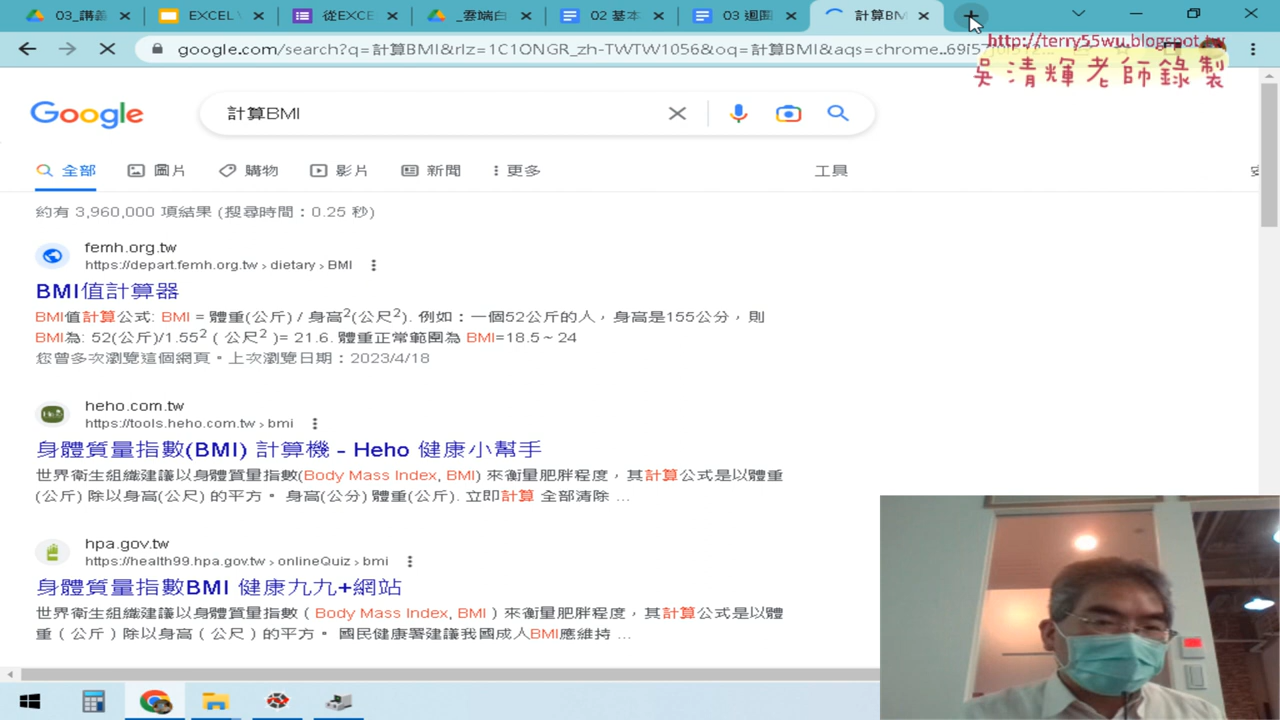 03_講義
EXCEL
從EXCE
_雲端白
02 基本
03 迴圈
計算BM
google.com/search?q=計算BMI&rlz=1C1ONGR_zh-TWTW1056&oq=計算BMI&aqs=chrome..69i57
http://terry55wu.blogspot.tw
吳清輝老師錄製
Google
計算BMI
全部
圖片
購物
影片
新聞
更多
工具
約有 3,960,000 項結果 (搜尋時間：0.25 秒)
femh.org.tw
https://depart.femh.org.tw › dietary › BMI
BMI值計算器
BMI值計算公式: BMI = 體重(公斤) / 身高²(公尺²). 例如：一個52公斤的人，身高是155公分，則
BMI為: 52(公斤)/1.55² ( 公尺² )= 21.6. 體重正常範圍為 BMI=18.5 ~ 24
您曾多次瀏覽這個網頁。上次瀏覽日期：2023/4/18
heho.com.tw
https://tools.heho.com.tw › bmi
身體質量指數(BMI) 計算機 - Heho 健康小幫手
世界衛生組織建議以身體質量指數(Body Mass Index, BMI) 來衡量肥胖程度，其計算公式是以體重
(公斤) 除以身高(公尺) 的平方。 身高(公分) 體重(公斤). 立即計算 全部清除 ...
hpa.gov.tw
https://health99.hpa.gov.tw › onlineQuiz › bmi
身體質量指數BMI 健康九九+網站
世界衛生組織建議以身體質量指數（Body Mass Index, BMI）來衡量肥胖程度，其計算公式是以體
重（公斤）除以身高（公尺）的平方。 國民健康署建議我國成人BMI應維持 ...